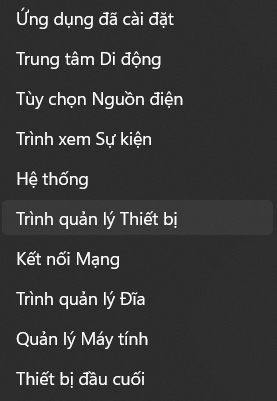 Ứng dụng đã cài đặt
Trung tâm Di động
Tùy chọn Nguồn điện
Trình xem Sự kiện
Hệ thống
Trình quản lý Thiết bị
Kết nối Mạng
Trình quản lý Đĩa
Quản lý Máy tính
Thiết bị đầu cuối